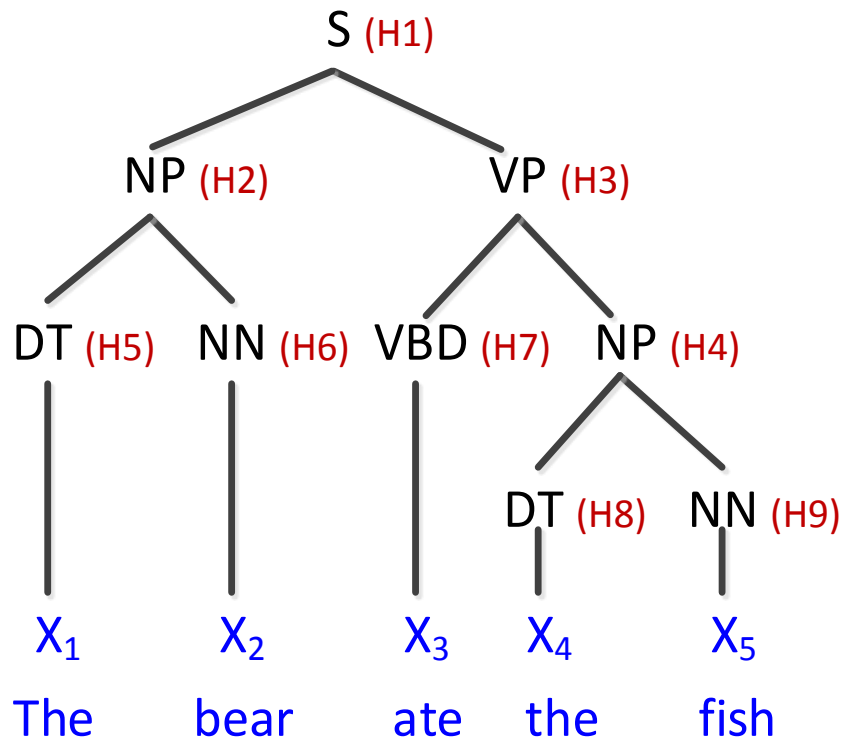 S (H1)
NP (H2) VP (H3)
DT (H5) NN (H6) VBD (H7) NP (H4)
DT (H8) NN (H9)
X₁ X₂ X₃ X₄ X₅
The bear ate the fish